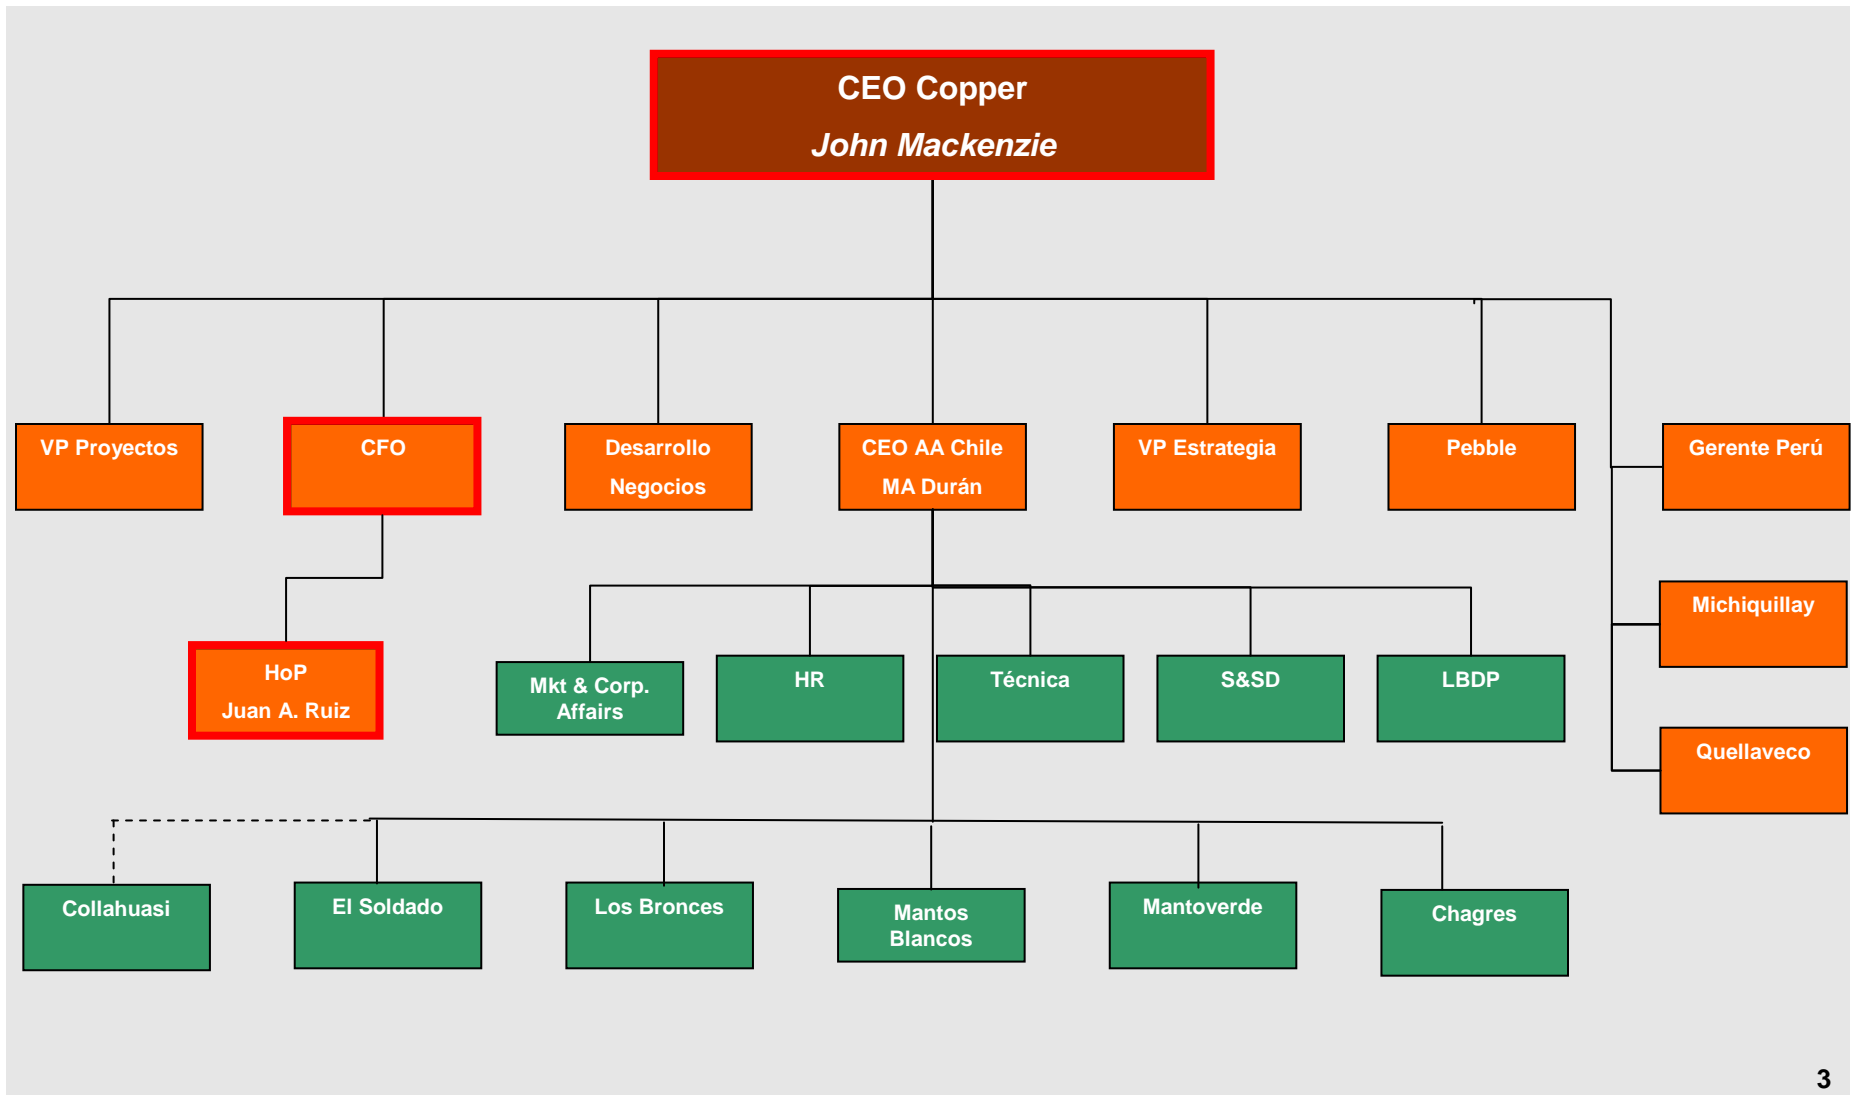 CEO Copper
John Mackenzie
VP Proyectos
CFO
Desarrollo
Negocios
CEO AA Chile
MA Durán
VP Estrategia
Pebble
Gerente Perú
HoP
Juan A. Ruiz
Mkt & Corp.
Affairs
HR
Técnica
S&SD
LBDP
Michiquillay
Quellaveco
Collahuasi
El Soldado
Los Bronces
Mantos
Blancos
Mantoverde
Chagres
3